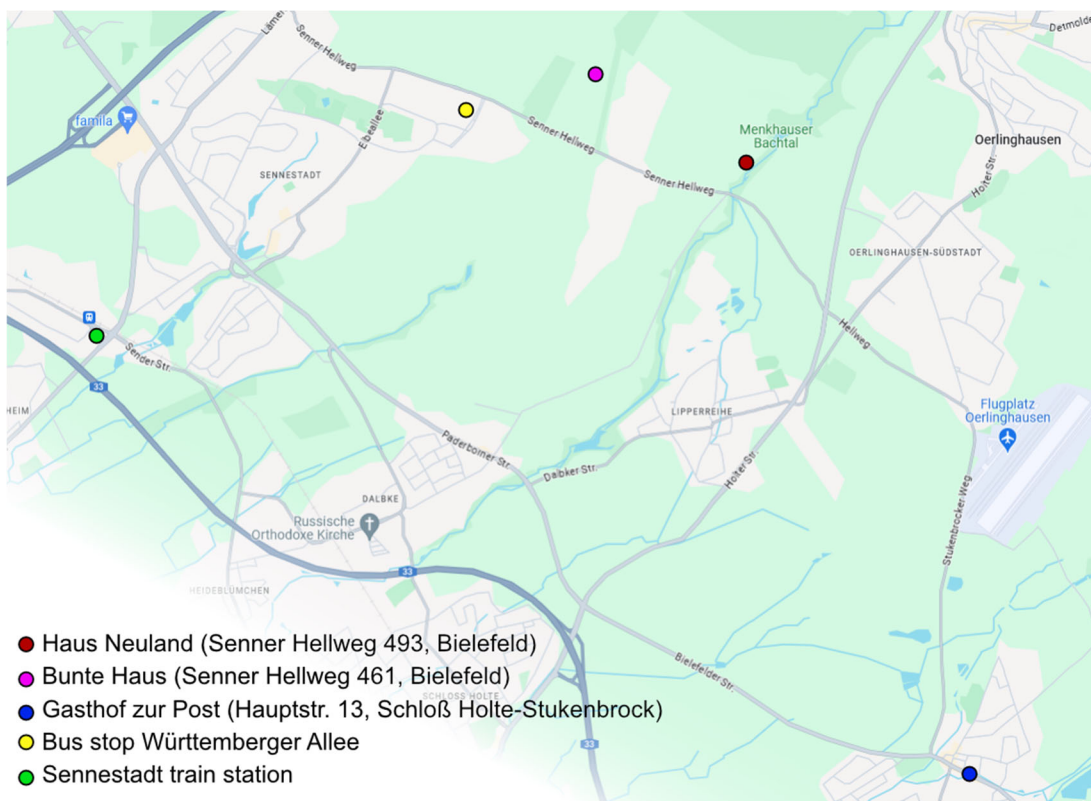 Senner Hellweg
Lämer
Detmolde
famila
Elbeallee
Senner Hellweg
Menkhauser
Bachtal
Oerlinghausen
Holter Str.
SENNESTADT
Senner Hellweg
OERLINGHAUSEN-SÜDSTADT
Hellweg
Sender Str.
33
HEIM
LIPPERREIHE
Flugplatz
Oerlinghausen
Paderborner Str.
Dalbker Str.
Holter Str.
DALBKE
Russische
Orthodoxe Kirche
Stukenbrocker Weg
33
HEIDEBLÜMCHEN
Haus Neuland (Senner Hellweg 493, Bielefeld)
Bunte Haus (Senner Hellweg 461, Bielefeld)
Bielefelder Str.
SCHLOSS HOLTE
Gasthof zur Post (Hauptstr. 13, Schloß Holte-Stukenbrock)
Bus stop Württemberger Allee
33
Sennestadt train station